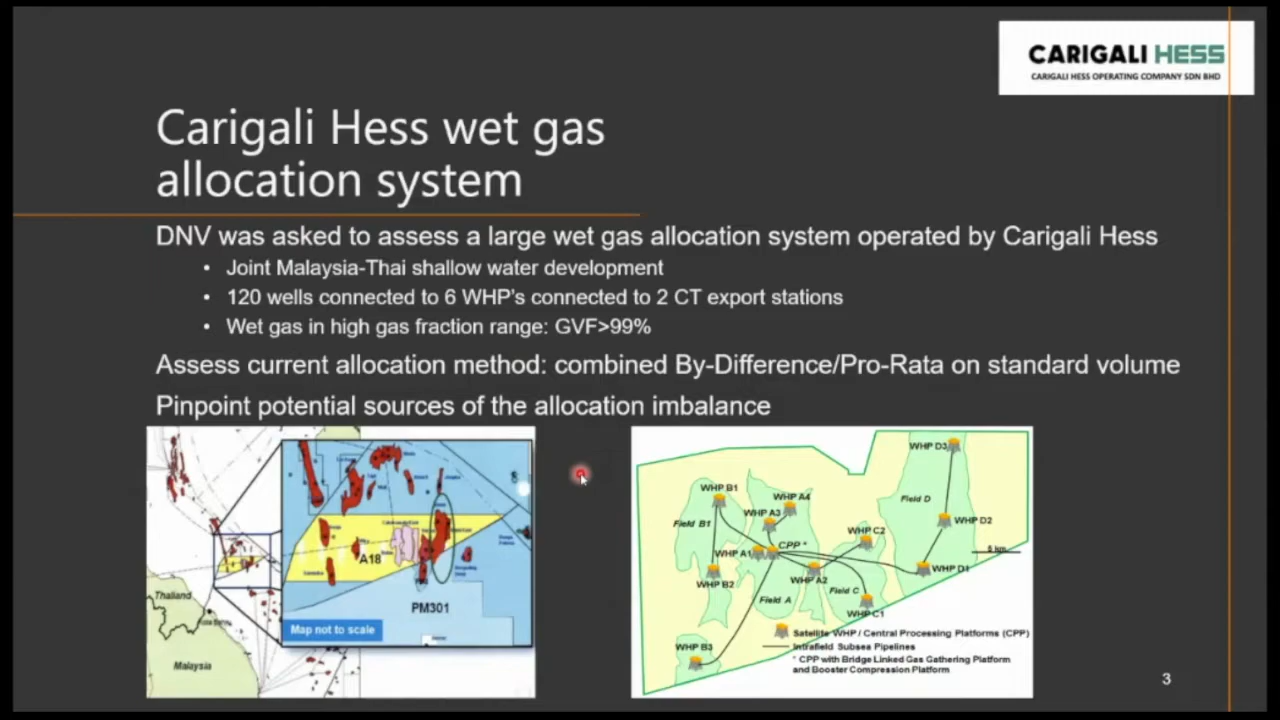 CARIGALI HESS
CARIGALI HESS OPERATING COMPANY SDN BHD
Carigali Hess wet gas
allocation system
DNV was asked to assess a large wet gas allocation system operated by Carigali Hess
• Joint Malaysia-Thai shallow water development
• 120 wells connected to 6 WHP's connected to 2 CT export stations
• Wet gas in high gas fraction range: GVF>99%
Assess current allocation method: combined By-Difference/Pro-Rata on standard volume
Pinpoint potential sources of the allocation imbalance
A18
PM301
Map not to scale
Thailand
Malaysia
WHP D3
WHP B1
WHP A4
Field D
WHP A3
Field B1
WHP D2
WHP C2
CPP *
WHP A1
5 km
WHP D1
WHP B2
WHP A2
Field C
Field A
WHP C1
Satellite WHP / Central Processing Platforms (CPP)
WHP B3
Intrafield Subsea Pipelines
* CPP with Bridge Linked Gas Gathering Platform
and Booster Compression Platform
3